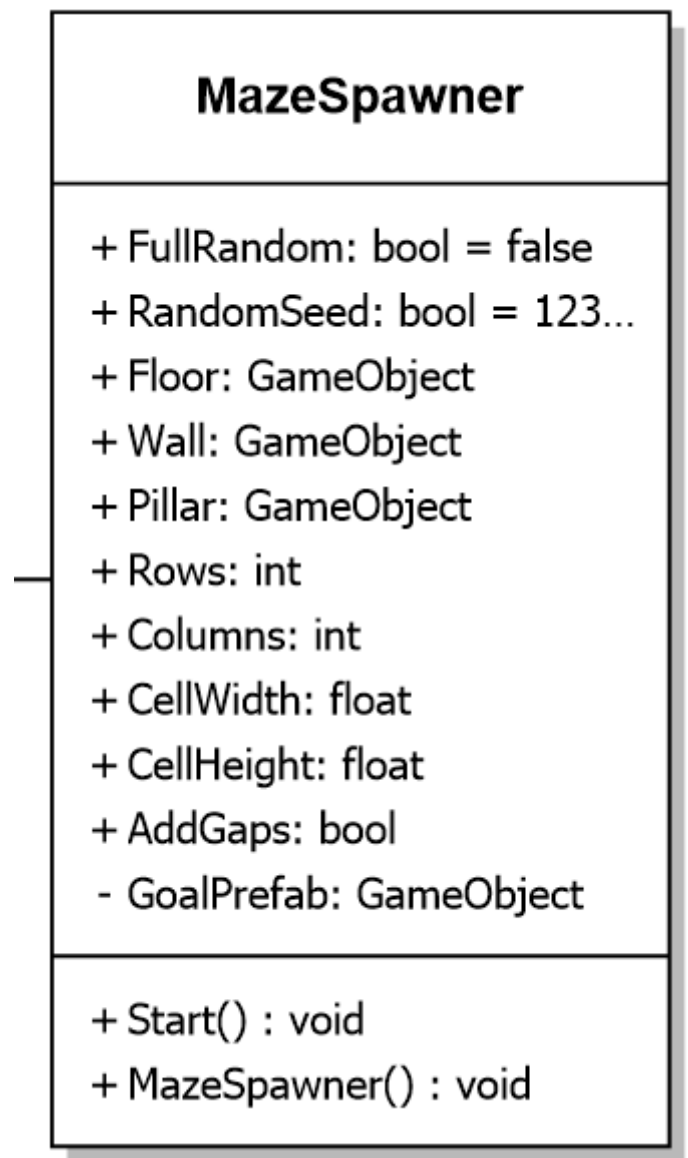 MazeSpawner
+ FullRandom: bool = false
+ RandomSeed: bool = 123...
+ Floor: GameObject
+ Wall: GameObject
+ Pillar: GameObject
+ Rows: int
+ Columns: int
+ CellWidth: float
+ CellHeight: float
+ AddGaps: bool
- GoalPrefab: GameObject
+ Start() : void
+ MazeSpawner() : void